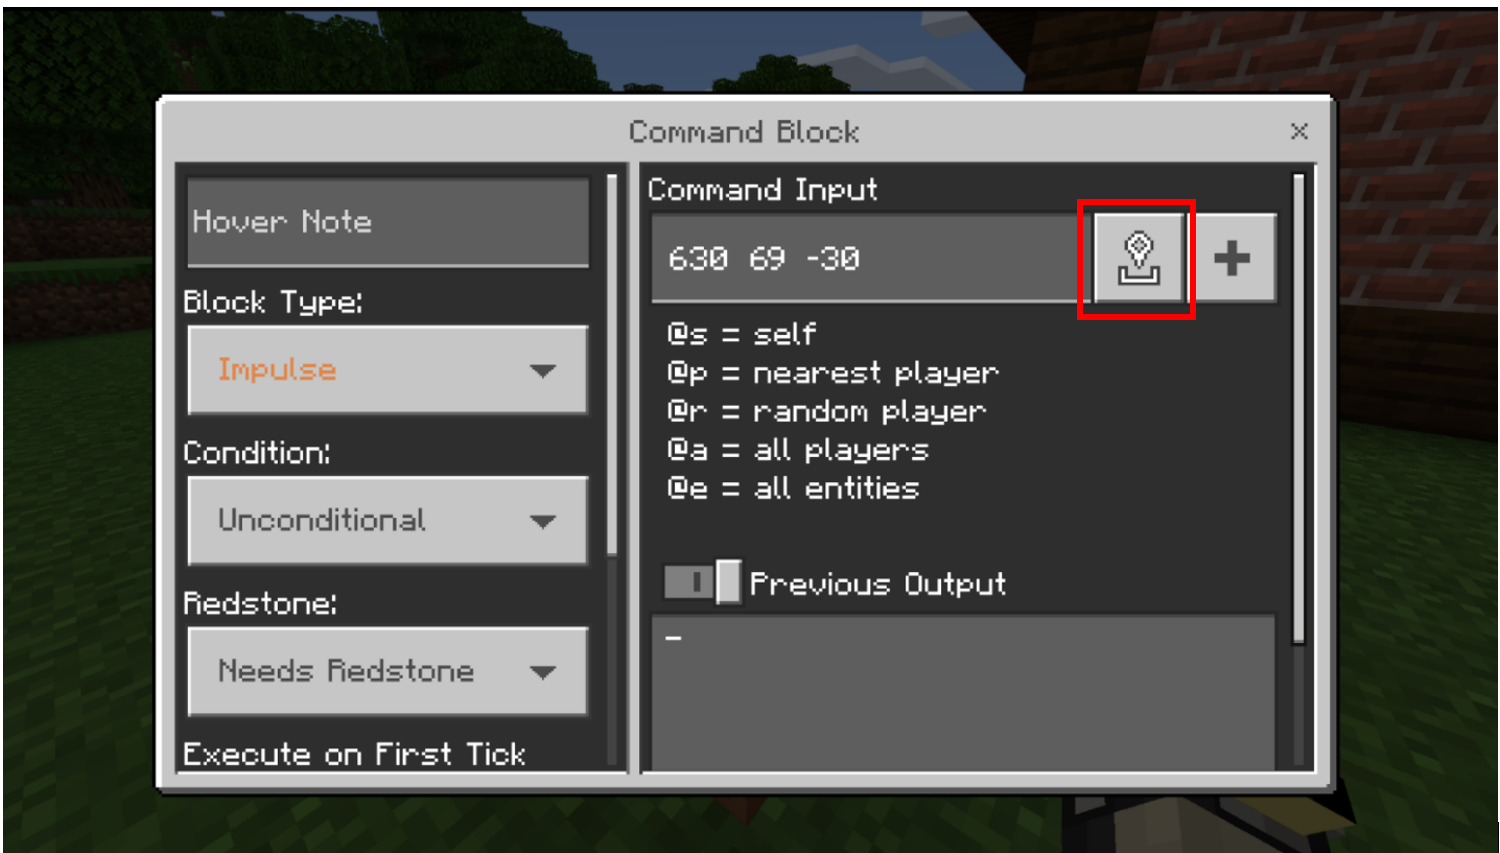 Command Block
Hover Note
Block Type:
Impulse
Condition:
Unconditional
Redstone:
Needs Redstone
Execute on First Tick
Command Input
630 69 -30
@s = self
@p = nearest player
@r = random player
@a = all players
@e = all entities
Previous Output
-